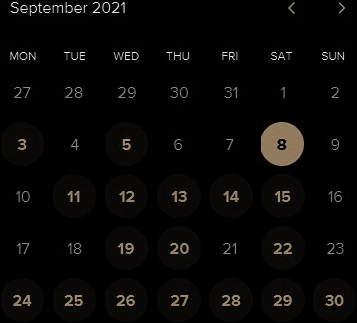 September 2021
MON TUE WED THU FRI SAT SUN
27 28 29 30 31 1 2
3 4 5 6 7 8 9
10 11 12 13 14 15 16
17 18 19 20 21 22 23
24 25 26 27 28 29 30